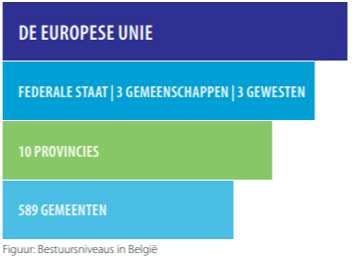 DE EUROPESE UNIE
FEDERALE STAAT | 3 GEMEENSCHAPPEN | 3 GEWESTEN
10 PROVINCIES
589 GEMEENTEN
Figuur: Bestuursniveaus in België